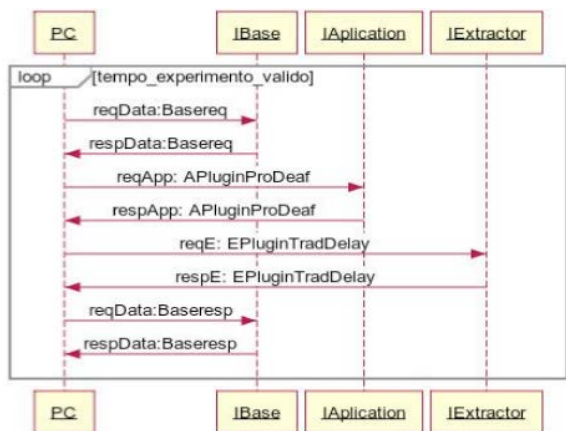 PC
IBase
IAplication
IExtractor
loop
[tempo_experimento_valido]
reqData:Basereq
respData:Basereq
reqApp: APluginProDeaf
respApp: APluginProDeaf
reqE: EPluginTradDelay
respE: EPluginTradDelay
reqData:Baseresp
respData:Baseresp
PC
IBase
IAplication
IExtractor